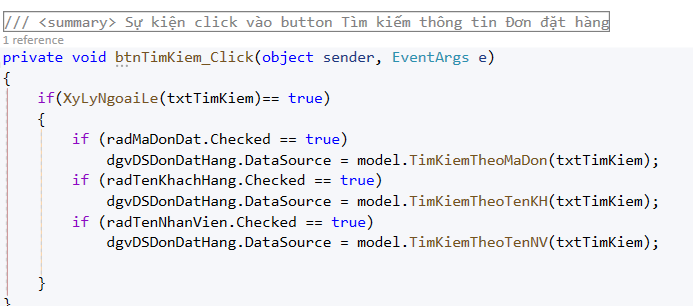 /// <summary> Sự kiện click vào button Tìm kiếm thông tin Đơn đặt hàng
1 reference
private void btnTimKiem_Click(object sender, EventArgs e)
{
if(XyLyNgoaiLe(txtTimKiem)== true)
{
if (radMaDonDat.Checked == true)
dgvDSDonDatHang.DataSource = model.TimKiemTheoMaDon(txtTimKiem);
if (radTenKhachHang.Checked == true)
dgvDSDonDatHang.DataSource = model.TimKiemTheoTenKH(txtTimKiem);
if (radTenNhanVien.Checked == true)
dgvDSDonDatHang.DataSource = model.TimKiemTheoTenNV(txtTimKiem);
}
}